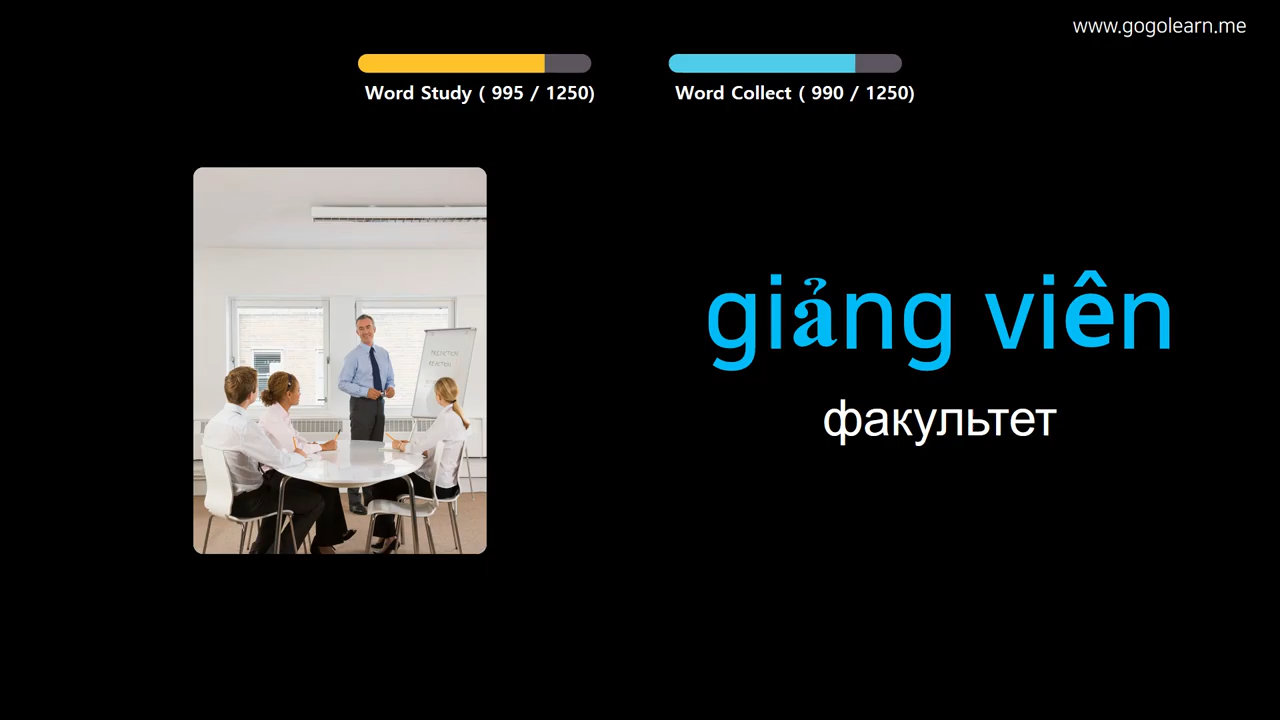 www.gogolearn.me
Word Study ( 995 / 1250)
Word Collect ( 990 / 1250)
giảng viên
факультет